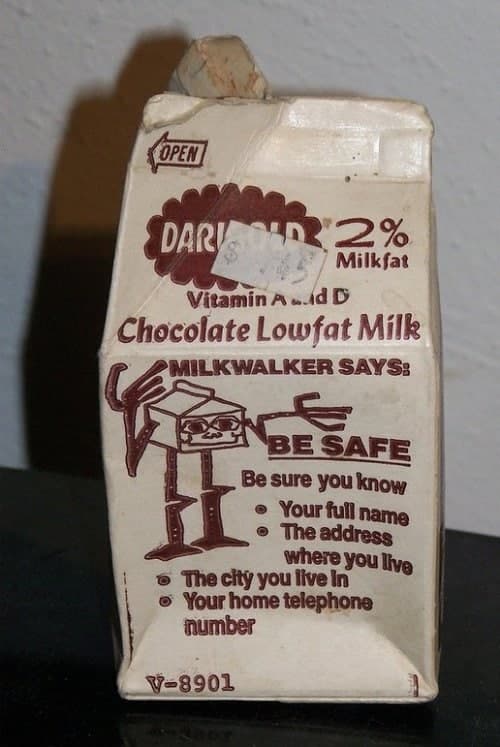 OPEN
2%
Milkfat
Vitamin A and D
Chocolate Lowfat Milk
MILKWALKER SAYS:
BE SAFE
Be sure you know
• Your full name
• The address
where you live
• The city you live in
• Your home telephone
number
V-8901